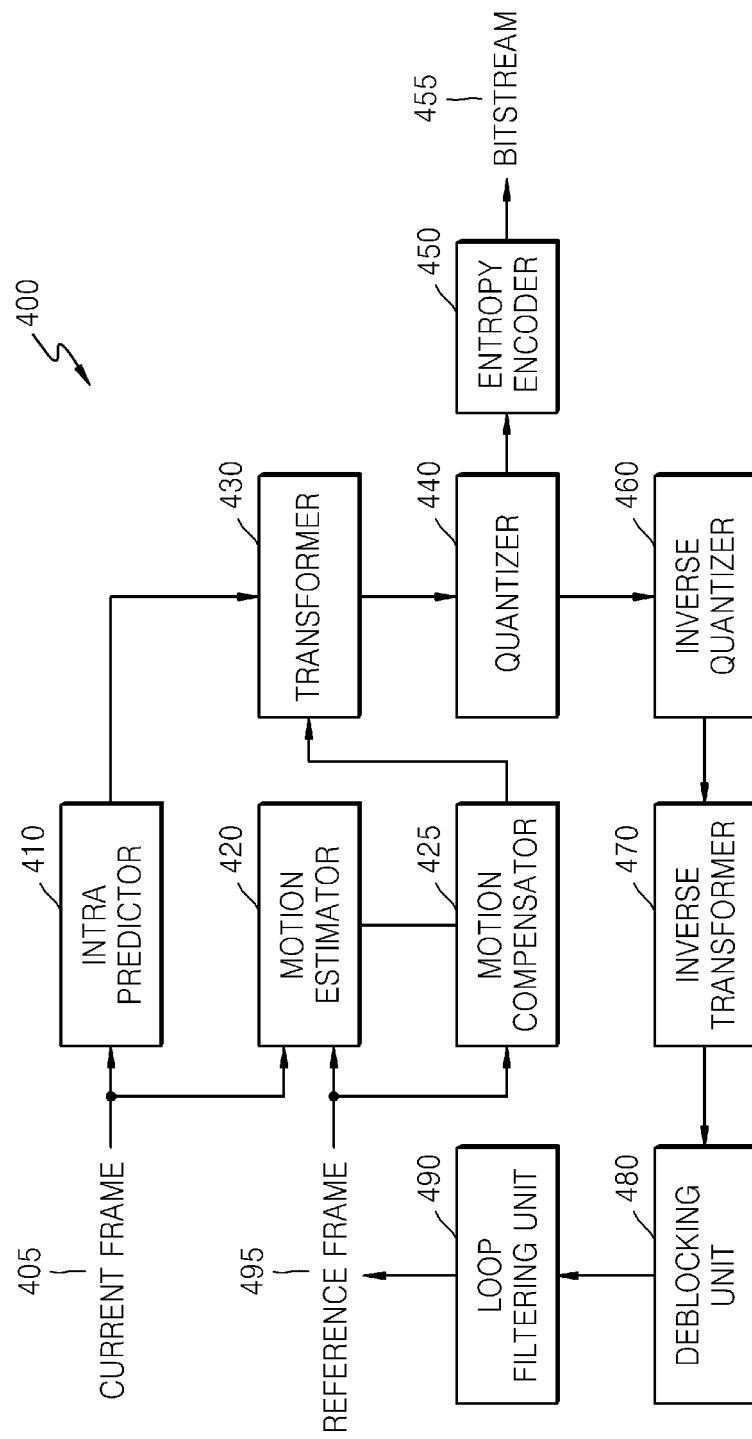 400
405
CURRENT FRAME
410
INTRA
PREDICTOR
495
REFERENCE FRAME
420
MOTION
ESTIMATOR
430
TRANSFORMER
490
LOOP
FILTERING UNIT
425
MOTION
COMPENSATOR
440
QUANTIZER
450
ENTROPY
ENCODER
455
BITSTREAM
480
DEBLOCKING
UNIT
470
INVERSE
TRANSFORMER
460
INVERSE
QUANTIZER